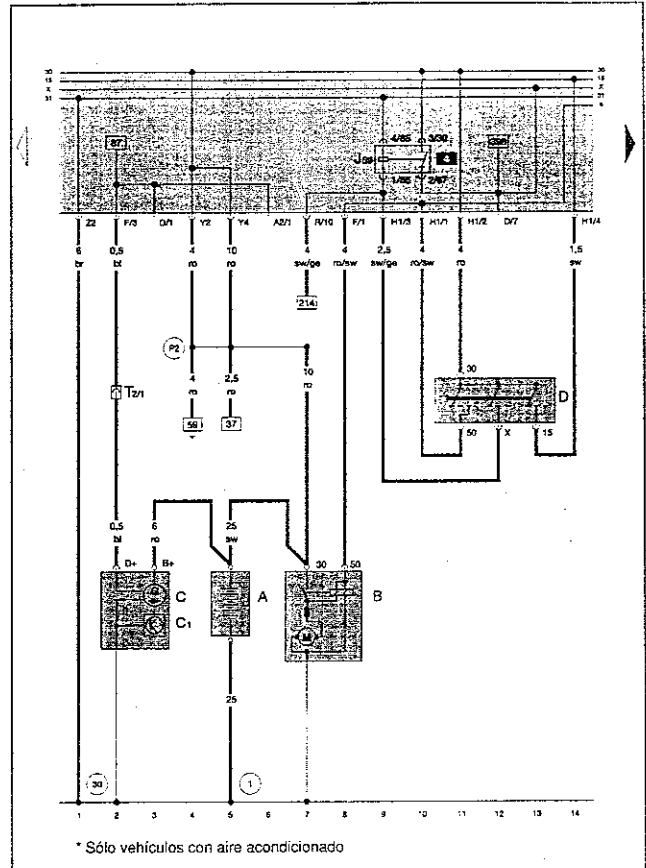 30 30
15 15
X X
31 31
87
4/86 3/30
J59 4
1/85 2/87
Z2 F/3 D/1 Y2 Y4 A2/1 R/10 F/1 H1/3 H1/1 H1/2 D/7 H1/4
6 0,5 4 10 4 4 2,5 4 4 1,5
br bl ro ro sw/ge ro/sw sw/ge ro/sw ro sw
214
P2
4 2,5 10
ro ro ro
T2/1
59 37
30
D
50 X 15
0,5 6 25
bl ro sw
D+ B+ 30 50
C A B
C1
M
25
30 1
1 2 3 4 5 6 7 8 9 10 11 12 13 14
* Sólo vehículos con aire acondicionado